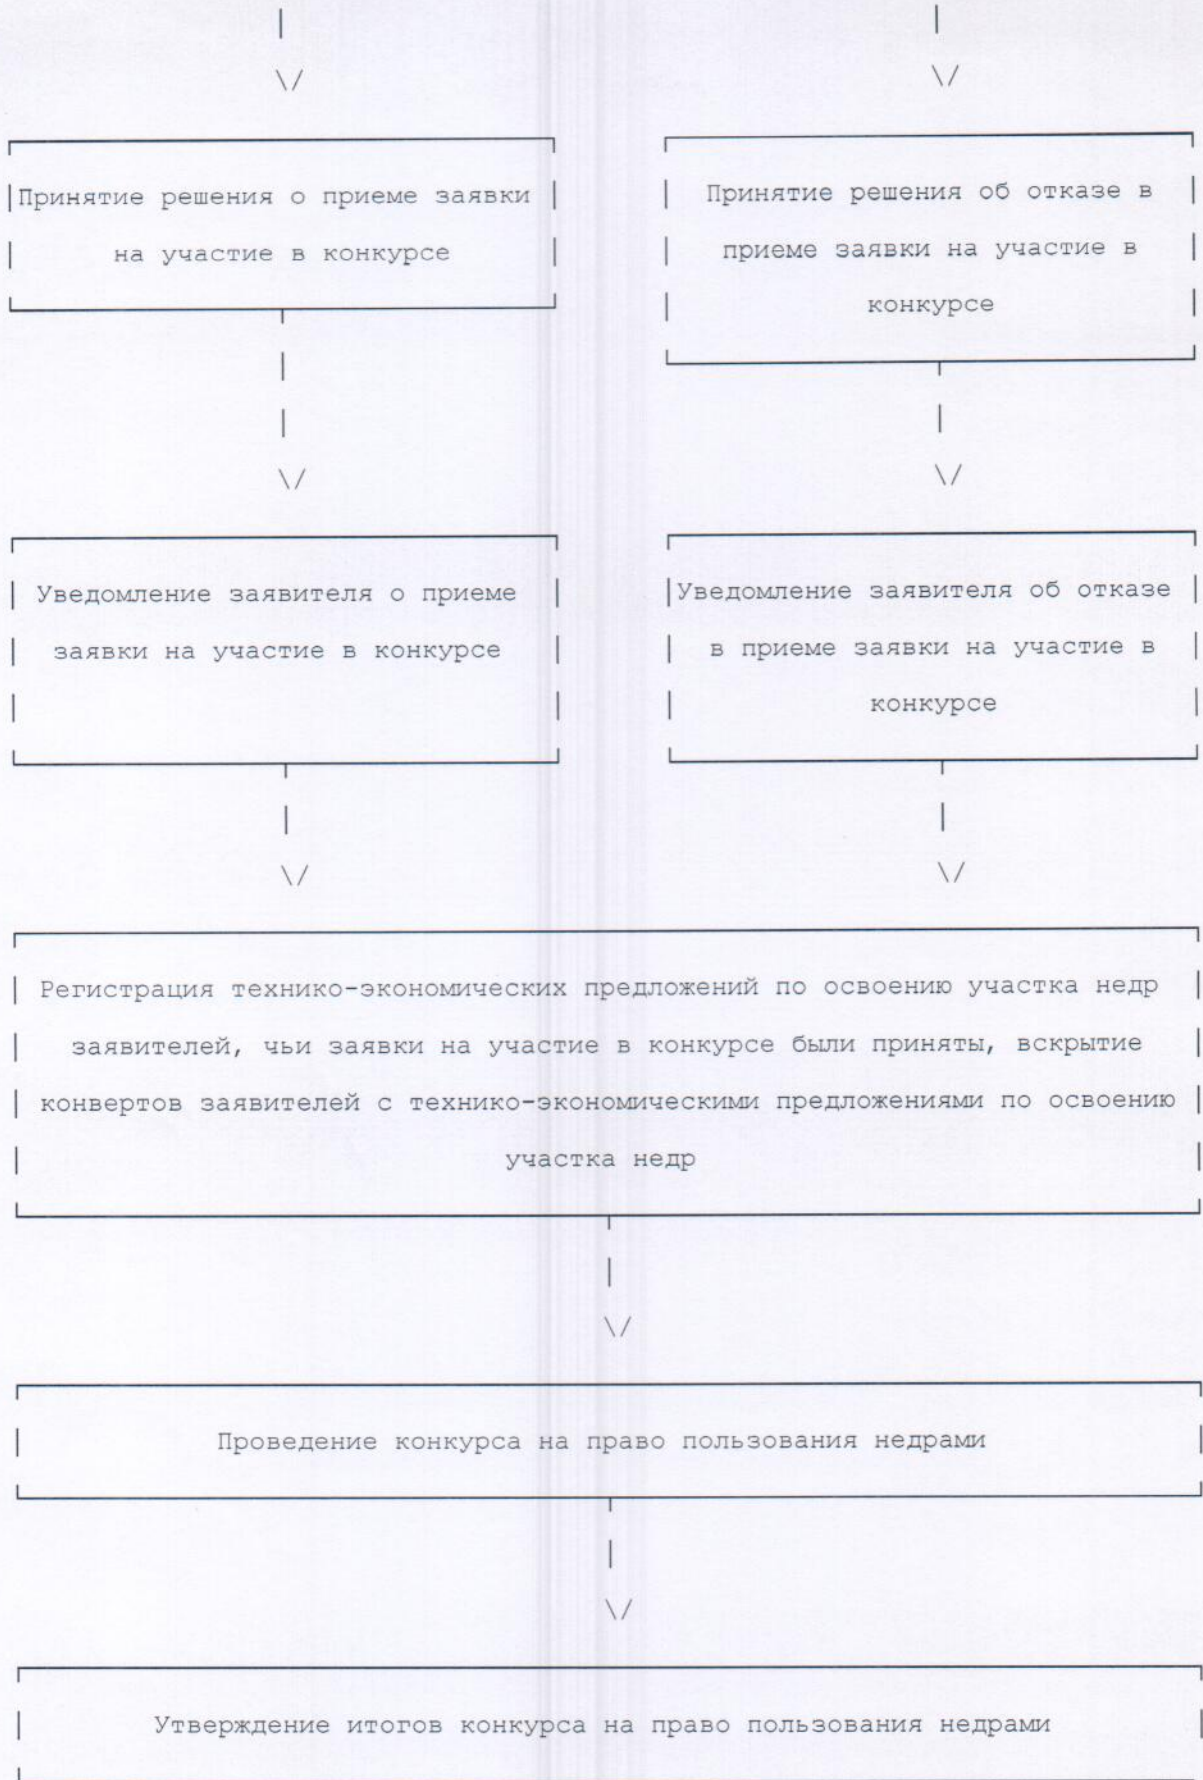 Принятие решения о приеме заявки
на участие в конкурсе
Принятие решения об отказе в
приеме заявки на участие в
конкурсе
Уведомление заявителя о приеме
заявки на участие в конкурсе
Уведомление заявителя об отказе
в приеме заявки на участие в
конкурсе
Регистрация технико-экономических предложений по освоению участка недр
заявителей, чьи заявки на участие в конкурсе были приняты, вскрытие
конвертов заявителей с технико-экономическими предложениями по освоению
участка недр
Проведение конкурса на право пользования недрами
Утверждение итогов конкурса на право пользования недрами